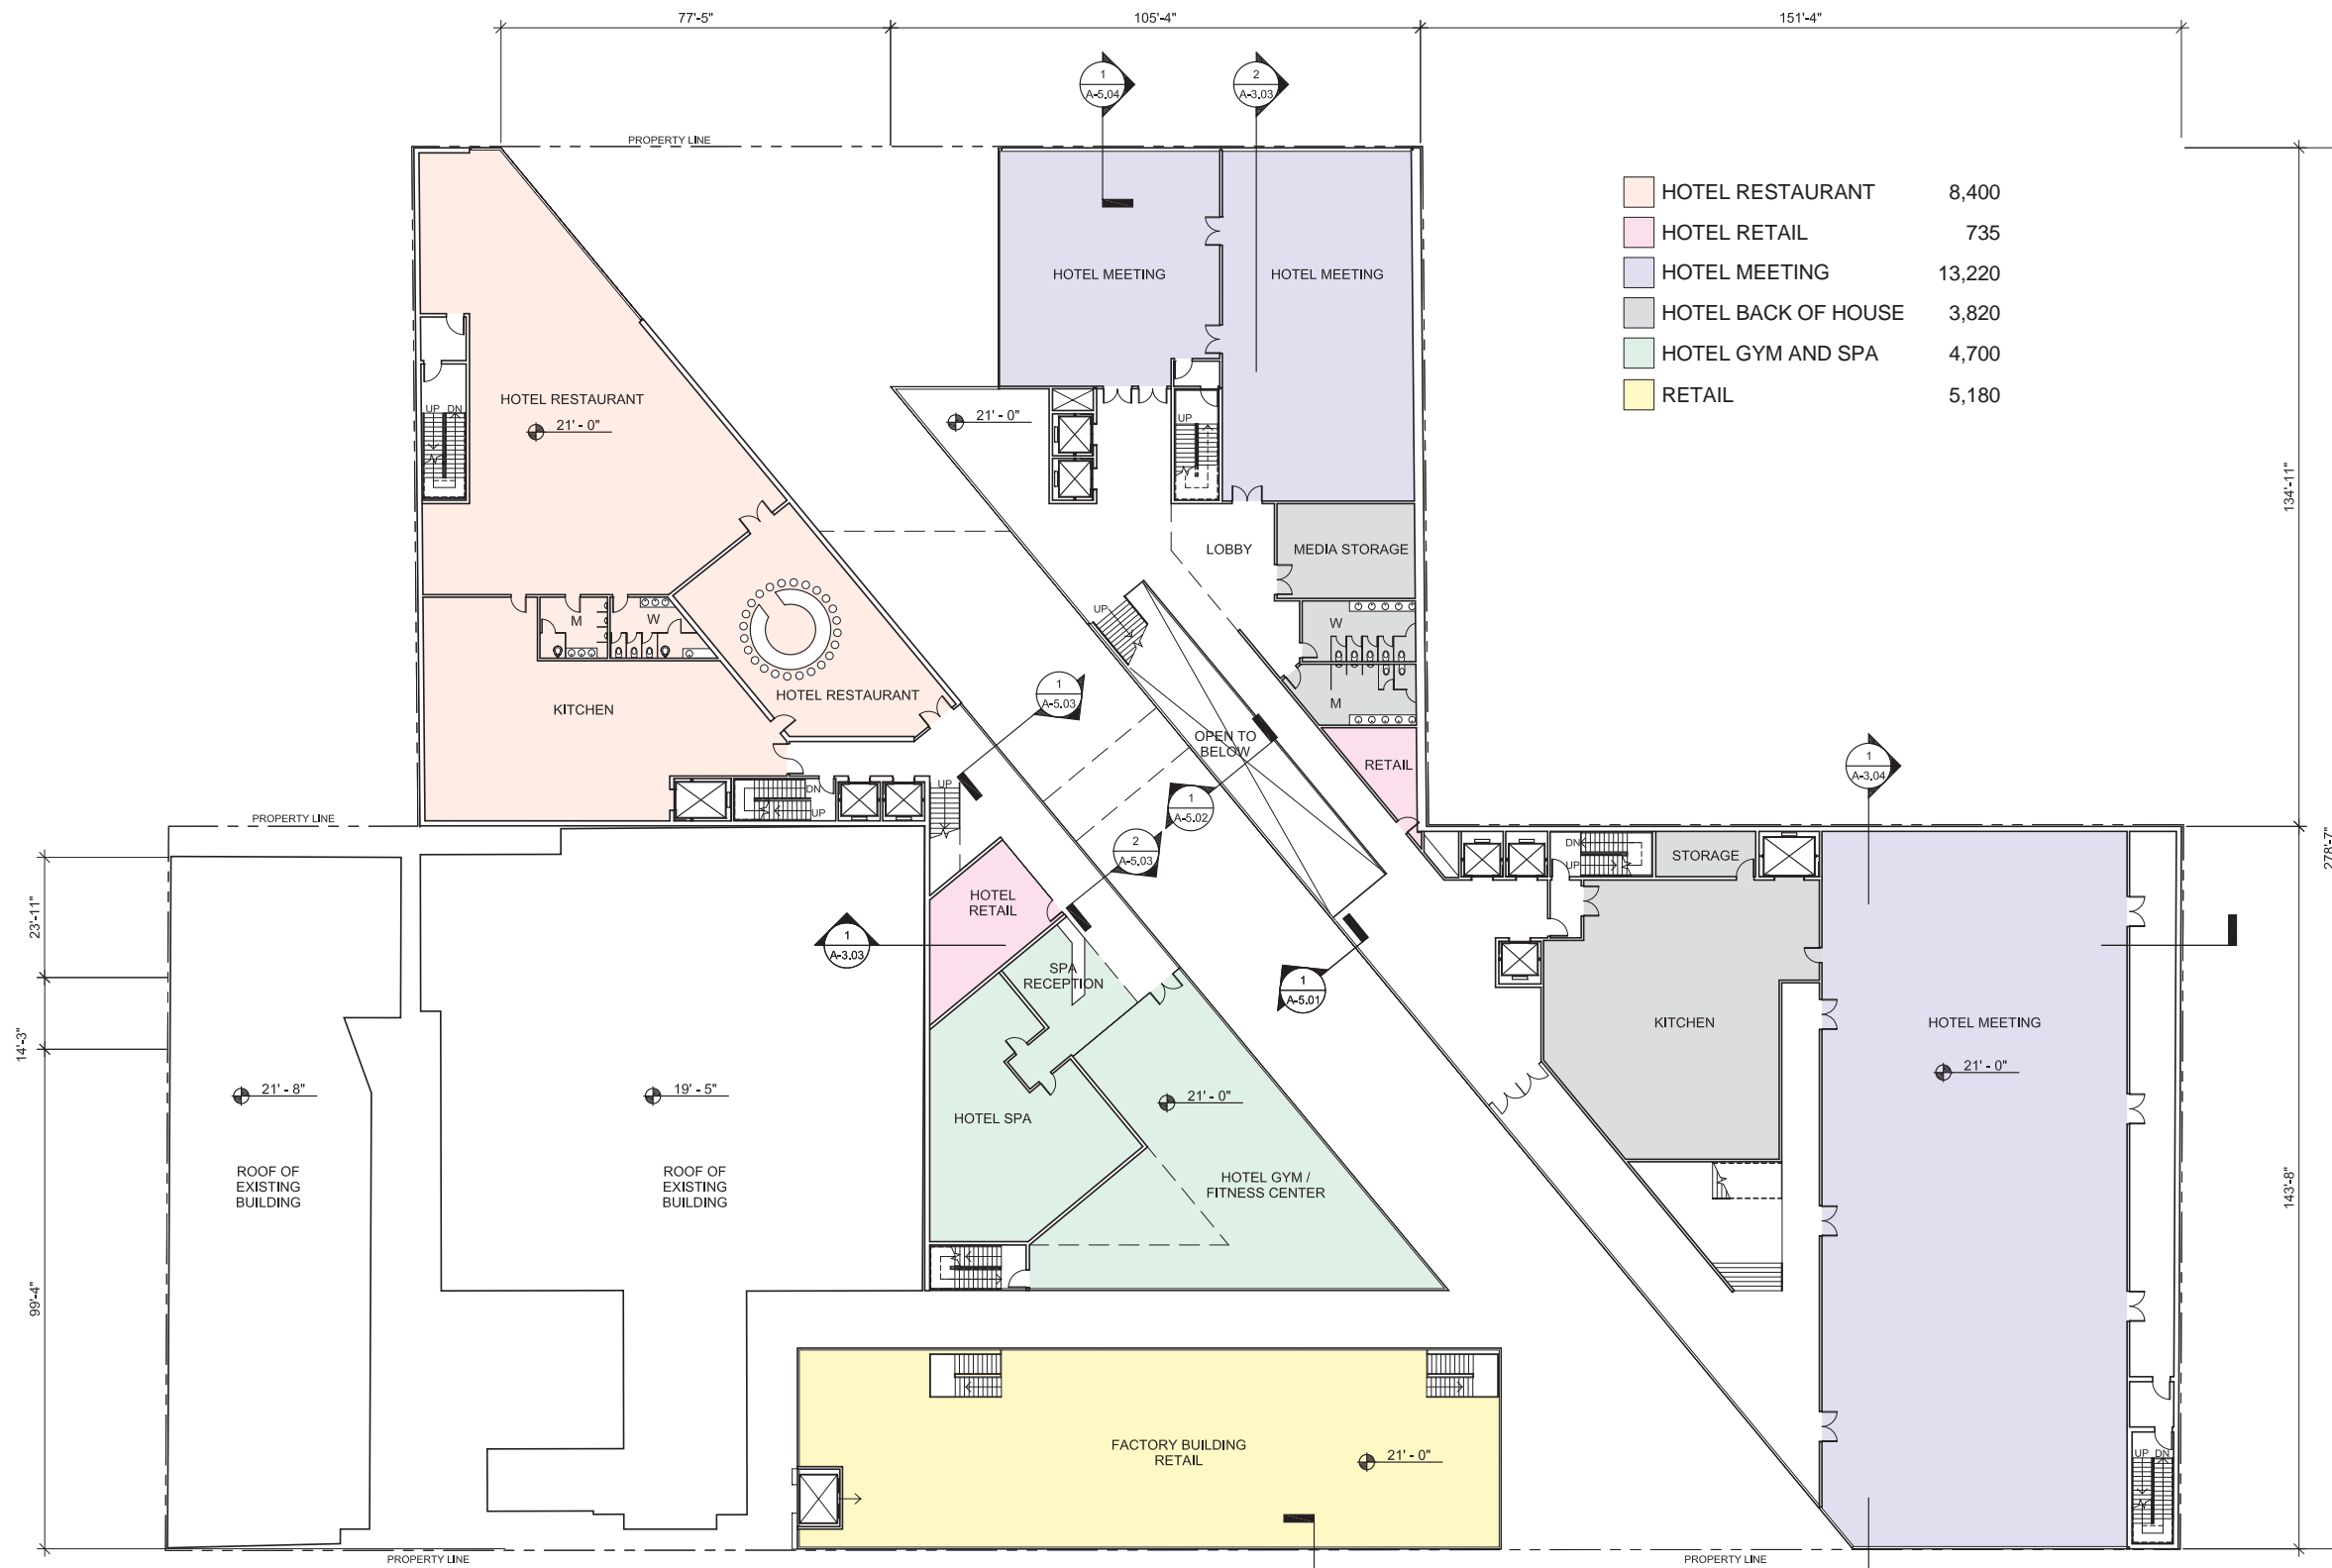 77'-5"
105'-4"
151'-4"
1
A-5.04
2
A-3.03
PROPERTY LINE
HOTEL RESTAURANT 8,400
HOTEL RETAIL 735
HOTEL MEETING 13,220
HOTEL BACK OF HOUSE 3,820
HOTEL GYM AND SPA 4,700
RETAIL 5,180
HOTEL MEETING
HOTEL MEETING
HOTEL RESTAURANT
21' - 0"
UP DN
21' - 0"
UP
134'-11"
LOBBY
MEDIA STORAGE
UP
M
W
W
M
HOTEL RESTAURANT
KITCHEN
1
A-5.03
OPEN TO
BELOW
RETAIL
1
A-3.04
DN
UP
UP
1
A-5.02
PROPERTY LINE
2
A-5.03
DN
UP
STORAGE
278'-7"
23'-11"
HOTEL
RETAIL
1
A-3.03
SPA
RECEPTION
1
A-5.01
14'-3"
KITCHEN
HOTEL MEETING
21' - 0"
21' - 8"
19' - 5"
21' - 0"
HOTEL SPA
ROOF OF
EXISTING
BUILDING
ROOF OF
EXISTING
BUILDING
HOTEL GYM /
FITNESS CENTER
143'-8"
99'-4"
FACTORY BUILDING
RETAIL
21' - 0"
UP DN
PROPERTY LINE
PROPERTY LINE